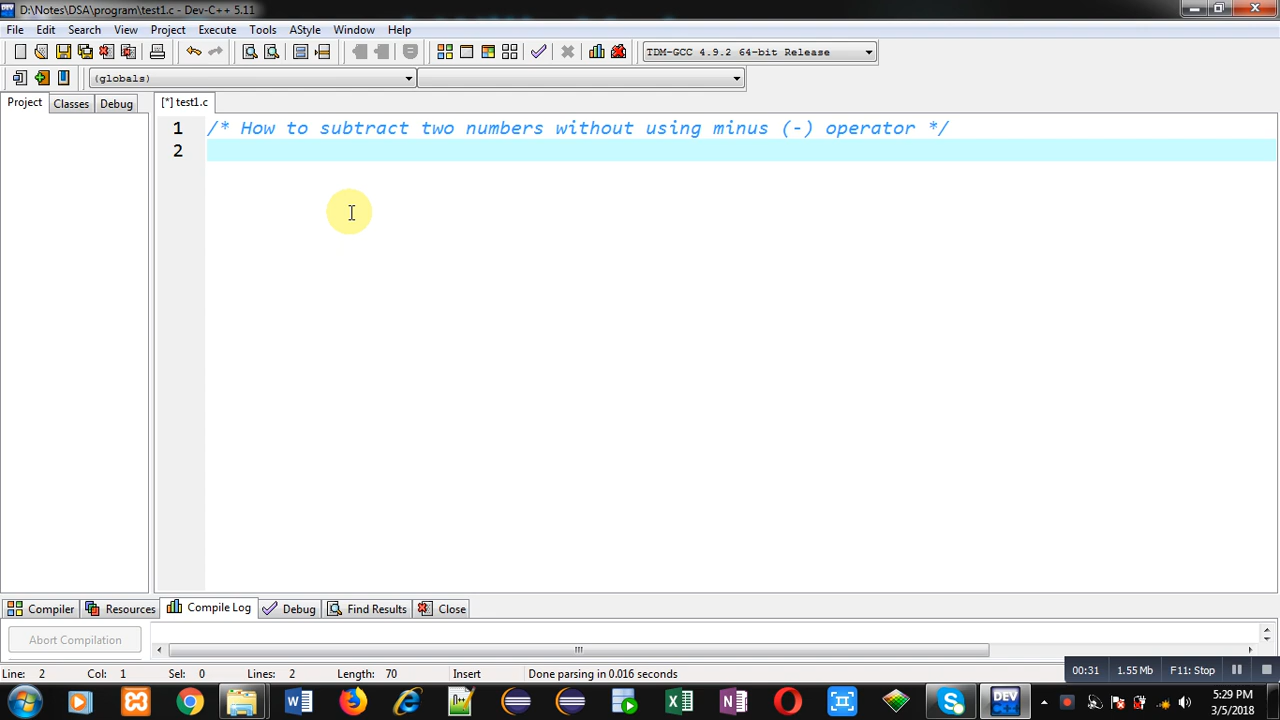 D:\Notes\DSA\program\test1.c - Dev-C++ 5.11
File Edit Search View Project Execute Tools AStyle Window Help
TDM-GCC 4.9.2 64-bit Release
(globals)
Project Classes Debug [*] test1.c
1 /* How to subtract two numbers without using minus (-) operator */
2
Compiler Resources Compile Log Debug Find Results Close
Abort Compilation
Line: 2 Col: 1 Sel: 0 Lines: 2 Length: 70 Insert Done parsing in 0.016 seconds
00:31 1.55 Mb F11: Stop
DEV
5:29 PM
3/5/2018